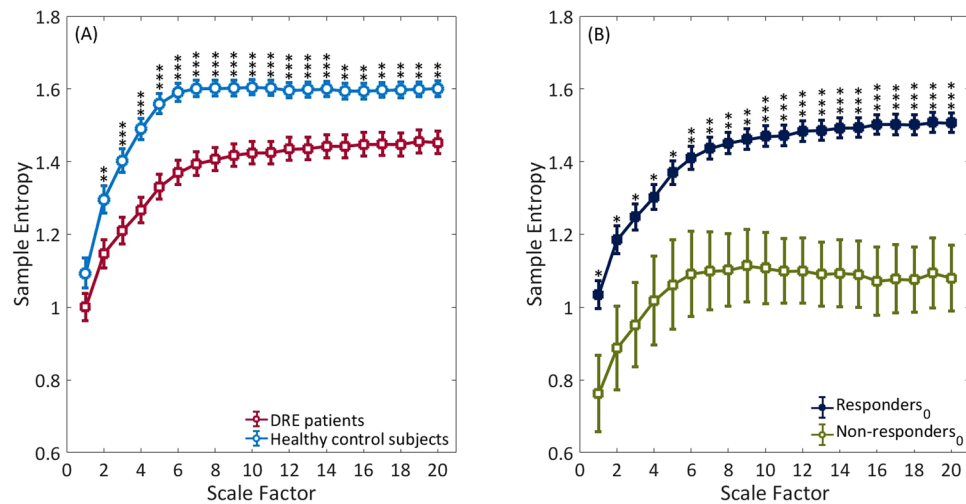 (A)
1.8
1.6
1.4
1.2
1
0.8
0.6
Sample Entropy
** *** *** *** *** *** *** *** *** *** *** *** *** ** ** ** ** ** **
DRE patients
Healthy control subjects
0 2 4 6 8 10 12 14 16 18 20
Scale Factor
(B)
1.8
1.6
1.4
1.2
1
0.8
0.6
Sample Entropy
* * * * * ** ** ** ** *** *** *** *** *** *** *** *** *** *** ***
Responders₀
Non-responders₀
0 2 4 6 8 10 12 14 16 18 20
Scale Factor